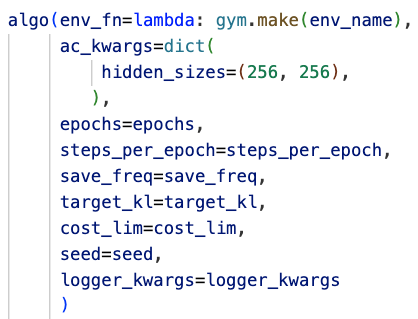 algo(env_fn=lambda: gym.make(env_name),
ac_kwargs=dict(
hidden_sizes=(256, 256),
),
epochs=epochs,
steps_per_epoch=steps_per_epoch,
save_freq=save_freq,
target_kl=target_kl,
cost_lim=cost_lim,
seed=seed,
logger_kwargs=logger_kwargs
)